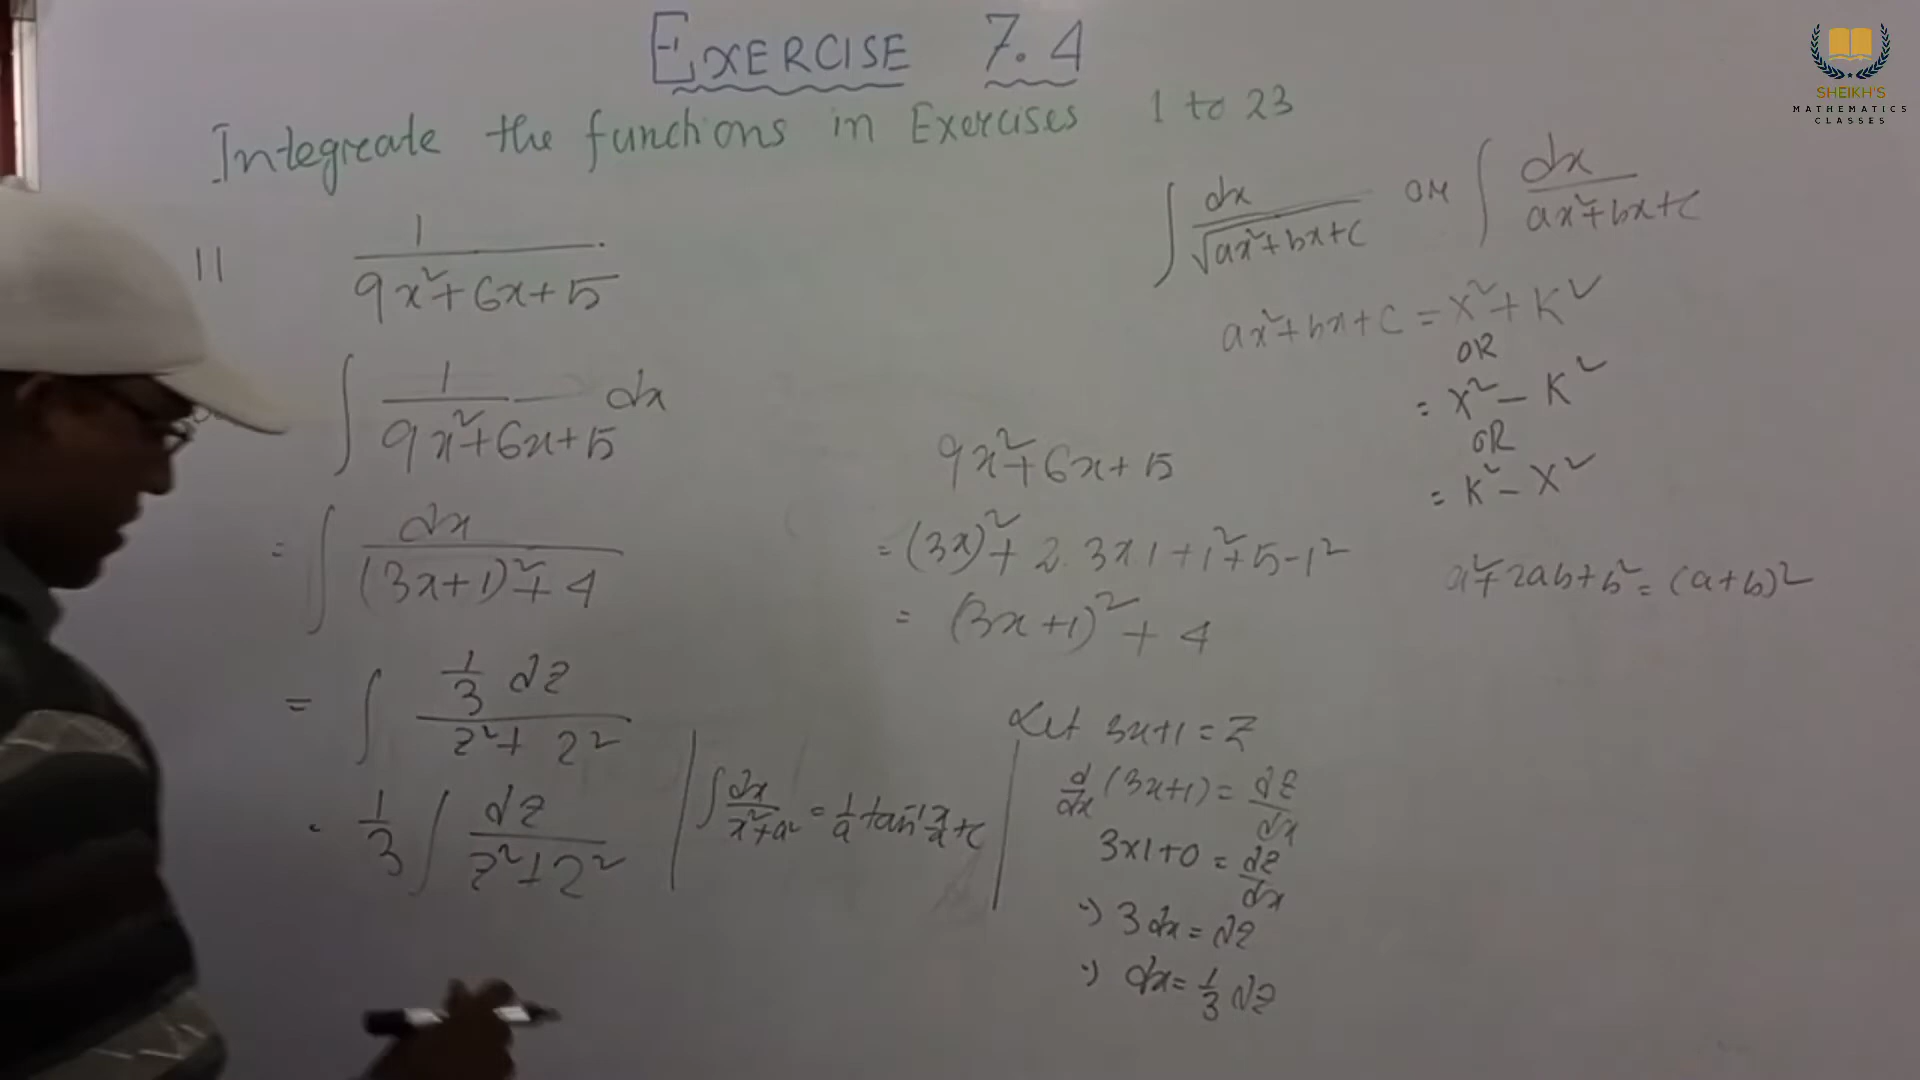 EXERCISE 7.4
SHEIKH'S
MATHEMATICS
CLASSES
Integreate the functions in Exercises 1 to 23
11 1/(9x²+6x+5)
∫ 1/(9x²+6x+5) dx
= ∫ dx/((3x+1)²+4)
= ∫ (1/3 dz)/(z²+2²)
= 1/3 ∫ dz/(z²+2²)
∫ dx/(x²+a²) = 1/a tan⁻¹ x/a + c
∫ dx/√(ax²+bx+c) or ∫ dx/(ax²+bx+c)
ax²+bx+c = X²+K²
OR
= X²-K²
OR
= K²-X²
9x²+6x+5
= (3x)²+2.3x.1+1²+5-1²
= (3x+1)²+4
a²+2ab+b² = (a+b)²
Let 3x+1=z
d/dx (3x+1) = dz/dx
3x1+0 = dz/dx
⇒ 3dx = dz
⇒ dx = 1/3 dz